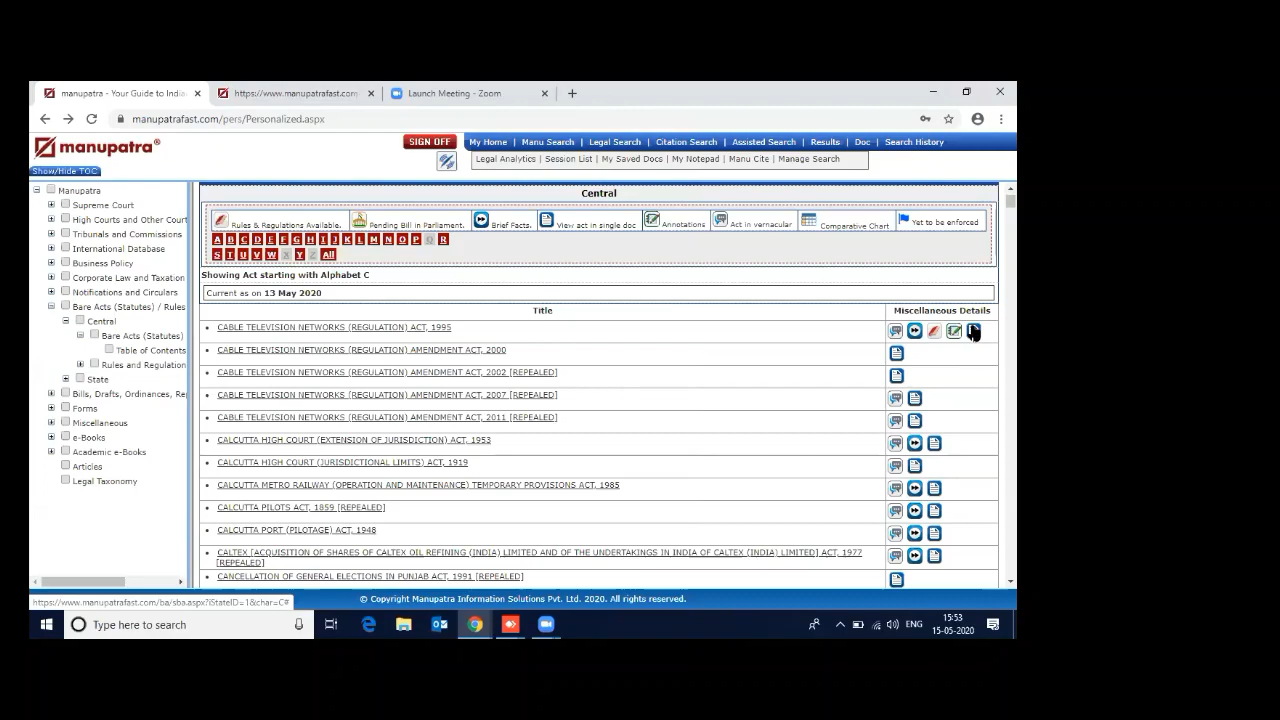 manupatra - Your Guide to India
https://www.manupatrafast.com
Launch Meeting - Zoom
manupatrafast.com/pers/Personalized.aspx
manupatra®
SIGN OFF
My Home | Manu Search | Legal Search | Citation Search | Assisted Search | Results | Doc | Search History
Legal Analytics | Session List | My Saved Docs | My Notepad | Manu Cite | Manage Search
Show/Hide TOC
Manupatra
Supreme Court
High Courts and Other Court
Tribunals and Commissions
International Database
Business Policy
Corporate Law and Taxation
Notifications and Circulars
Bare Acts (Statutes) / Rules
Central
Bare Acts (Statutes)
Table of Contents
Rules and Regulation
State
Bills, Drafts, Ordinances, Re
Forms
Miscellaneous
e-Books
Academic e-Books
Articles
Legal Taxonomy
Central
Rules & Regulations Available.
Pending Bill in Parliament.
Brief Facts.
View act in single doc
Annotations
Act in vernacular
Comparative Chart
Yet to be enforced
A B C D E F G H I J K L M N O P Q R
S T U V W X Y Z All
Showing Act starting with Alphabet C
Current as on 13 May 2020
Title
Miscellaneous Details
CABLE TELEVISION NETWORKS (REGULATION) ACT, 1995
CABLE TELEVISION NETWORKS (REGULATION) AMENDMENT ACT, 2000
CABLE TELEVISION NETWORKS (REGULATION) AMENDMENT ACT, 2002 [REPEALED]
CABLE TELEVISION NETWORKS (REGULATION) AMENDMENT ACT, 2007 [REPEALED]
CABLE TELEVISION NETWORKS (REGULATION) AMENDMENT ACT, 2011 [REPEALED]
CALCUTTA HIGH COURT (EXTENSION OF JURISDICTION) ACT, 1953
CALCUTTA HIGH COURT (JURISDICTIONAL LIMITS) ACT, 1919
CALCUTTA METRO RAILWAY (OPERATION AND MAINTENANCE) TEMPORARY PROVISIONS ACT, 1985
CALCUTTA PILOTS ACT, 1859 [REPEALED]
CALCUTTA PORT (PILOTAGE) ACT, 1948
CALTEX [ACQUISITION OF SHARES OF CALTEX OIL REFINING (INDIA) LIMITED AND OF THE UNDERTAKINGS IN INDIA OF CALTEX (INDIA) LIMITED] ACT, 1977
[REPEALED]
CANCELLATION OF GENERAL ELECTIONS IN PUNJAB ACT, 1991 [REPEALED]
https://www.manupatrafast.com/ba/sba.aspx?iStateID=1&char=C#
© Copyright Manupatra Information Solutions Pvt. Ltd. 2020. All rights reserved.
Type here to search
ENG
15:53
15-05-2020